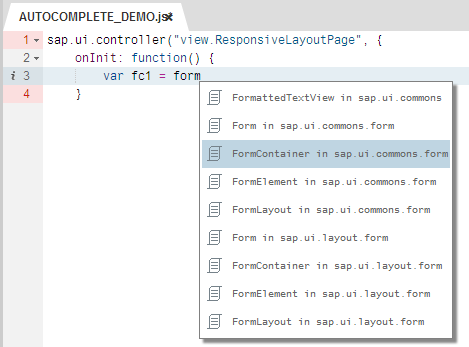 AUTOCOMPLETE_DEMO.js
1 sap.ui.controller("view.ResponsiveLayoutPage", {
2 onInit: function() {
i 3 var fc1 = form
4 }
FormattedTextView in sap.ui.commons
Form in sap.ui.commons.form
FormContainer in sap.ui.commons.form
FormElement in sap.ui.commons.form
FormLayout in sap.ui.commons.form
Form in sap.ui.layout.form
FormContainer in sap.ui.layout.form
FormElement in sap.ui.layout.form
FormLayout in sap.ui.layout.form